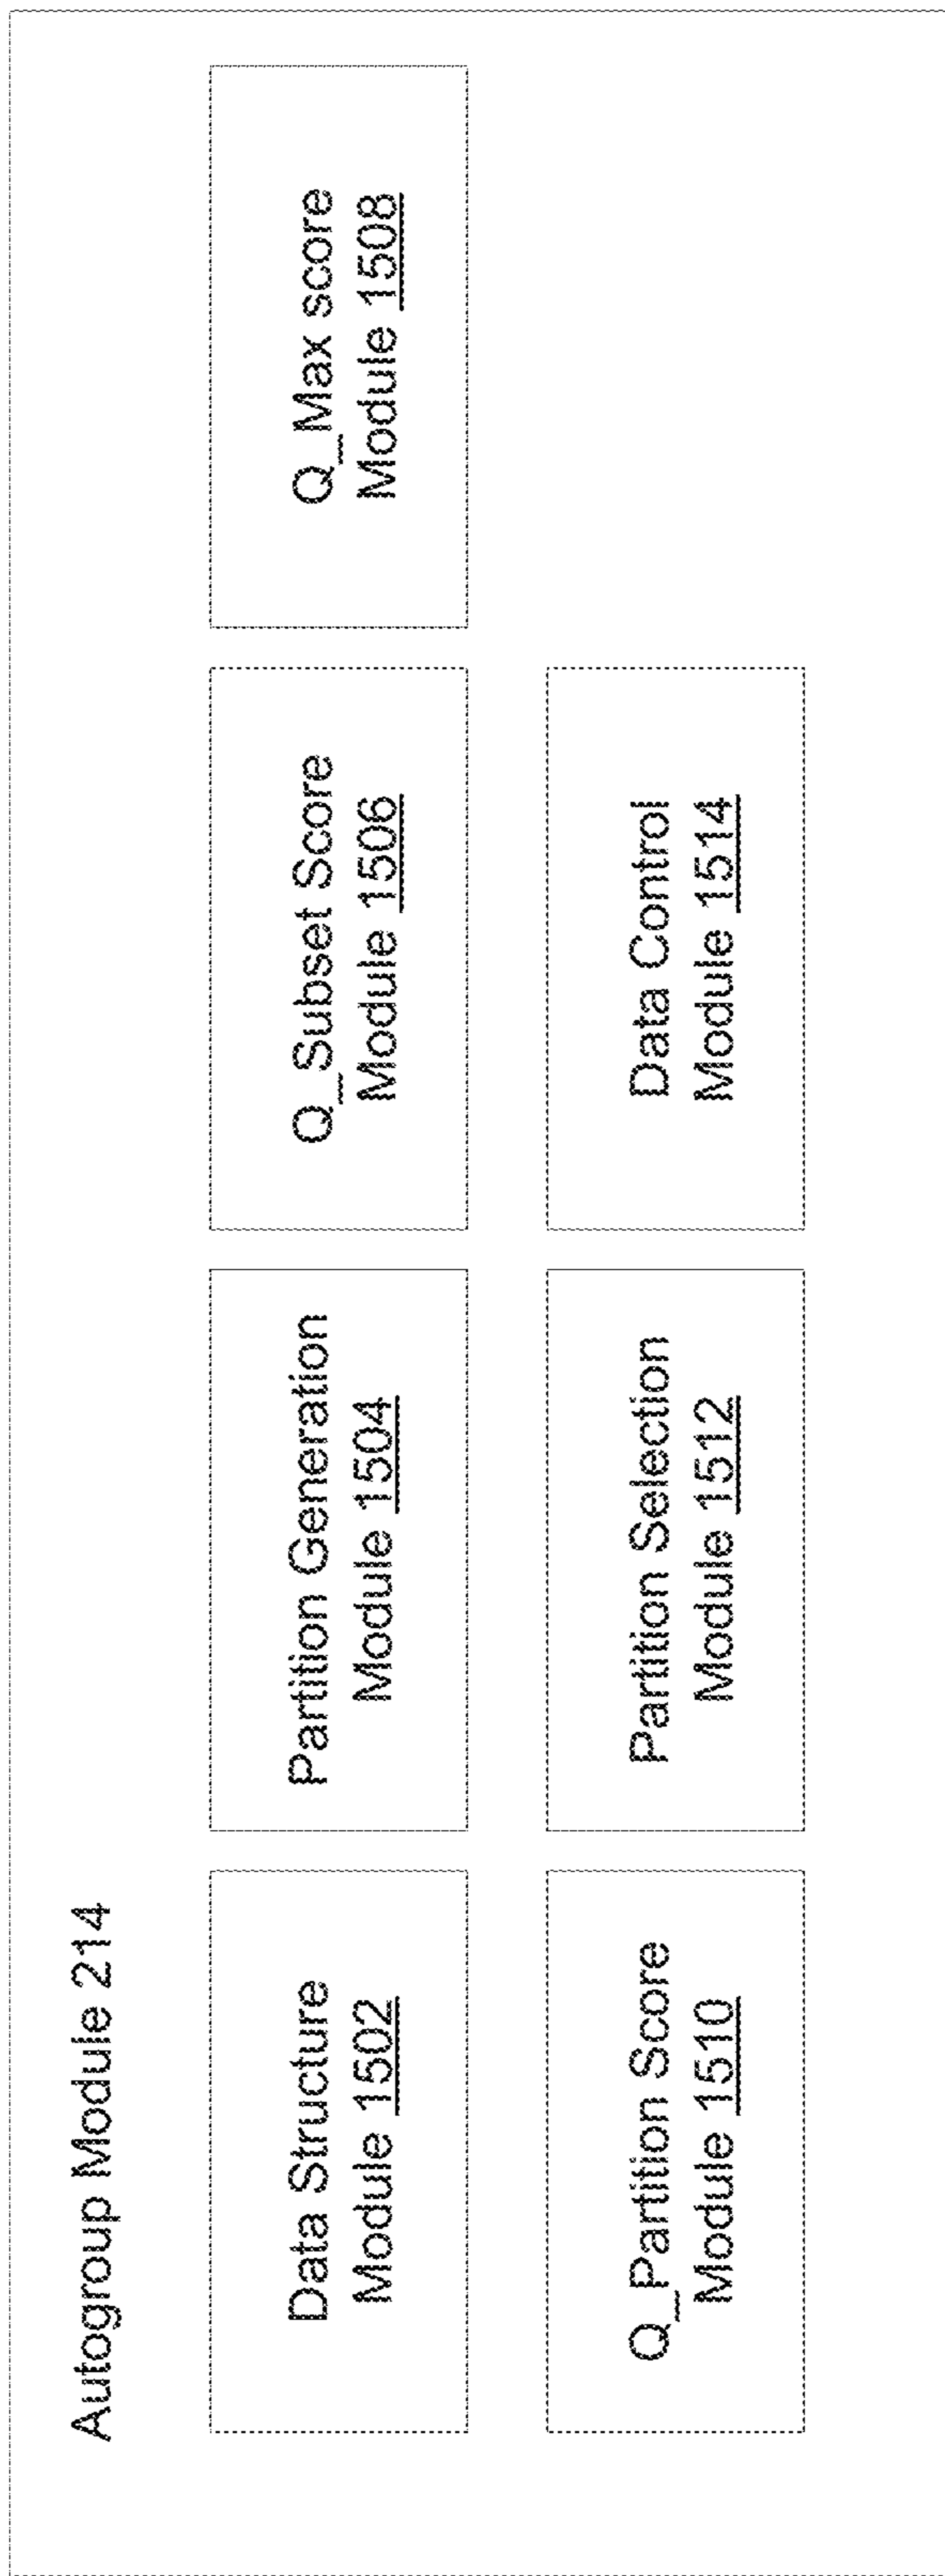 Autogroup Module 214
Data Structure
Module 1502
Partition Generation
Module 1504
Q_Subset Score
Module 1506
Q_Max score
Module 1508
Q_Partition Score
Module 1510
Partition Selection
Module 1512
Data Control
Module 1514